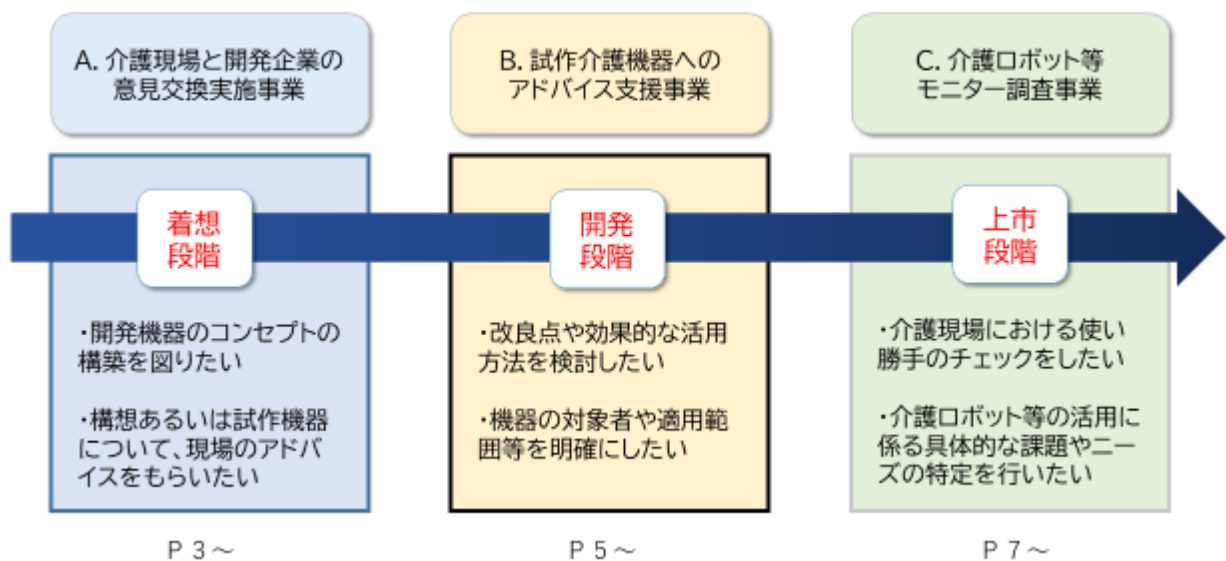 A. 介護現場と開発企業の
意見交換実施事業
B. 試作介護機器への
アドバイス支援事業
C. 介護ロボット等
モニター調査事業
着想
段階
開発
段階
上市
段階
・開発機器のコンセプトの
構築を図りたい
・構想あるいは試作機器
について、現場のアドバ
イスをもらいたい
・改良点や効果的な活用
方法を検討したい
・機器の対象者や適用範
囲等を明確にしたい
・介護現場における使い
勝手のチェックをしたい
・介護ロボット等の活用に
係る具体的な課題やニー
ズの特定を行いたい
P 3～
P 5～
P 7～